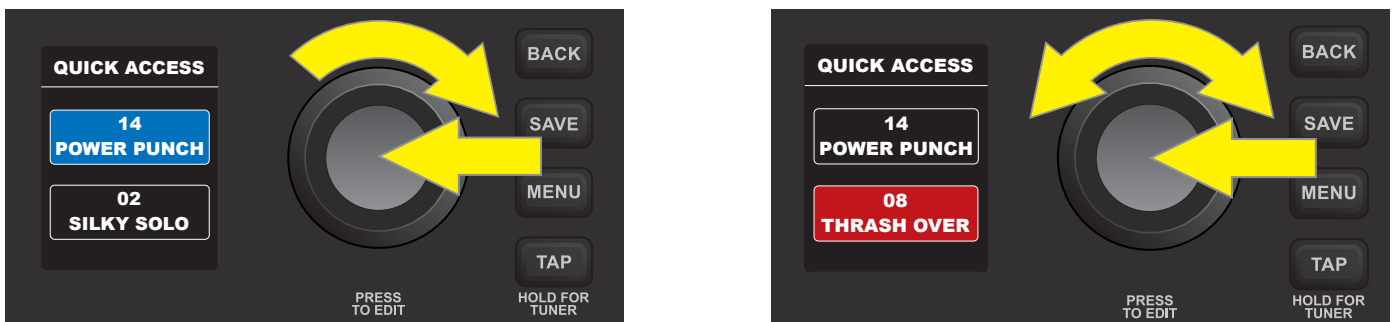 QUICK ACCESS
14
POWER PUNCH
02
SILKY SOLO
BACK
SAVE
MENU
TAP
PRESS
TO EDIT
HOLD FOR
TUNER
QUICK ACCESS
14
POWER PUNCH
08
THRASH OVER
BACK
SAVE
MENU
TAP
PRESS
TO EDIT
HOLD FOR
TUNER